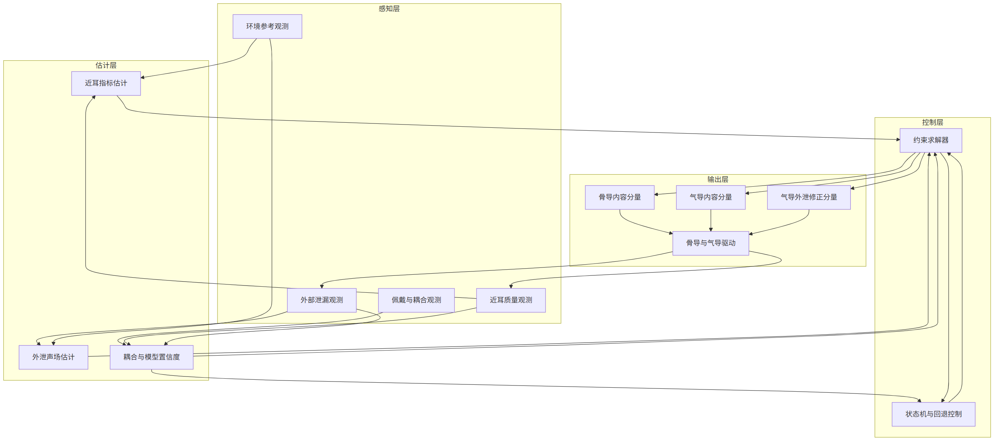 感知层
环境参考观测
估计层
近耳指标估计
控制层
约束求解器
输出层
骨导内容分量
气导内容分量
气导外泄修正分量
骨导与气导驱动
外部泄漏观测
佩戴与耦合观测
近耳质量观测
外泄声场估计
耦合与模型置信度
状态机与回退控制